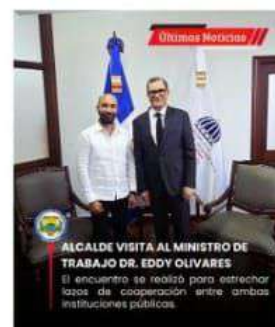 Últimas Noticias
ALCALDE VISITA AL MINISTRO DE
TRABAJO DR. EDDY OLIVARES
El encuentro se realizó para estrechar
lazos de cooperación entre ambas
instituciones públicas.